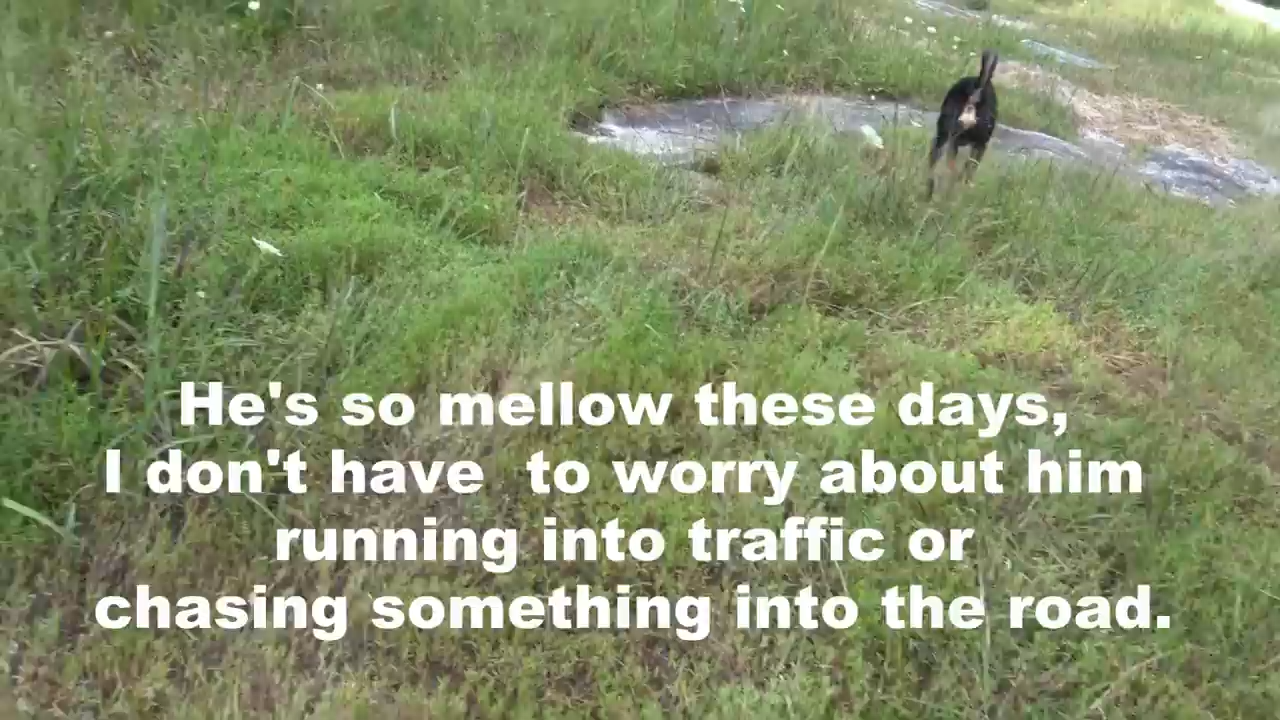 He's so mellow these days,
I don't have  to worry about him
running into traffic or
chasing something into the road.